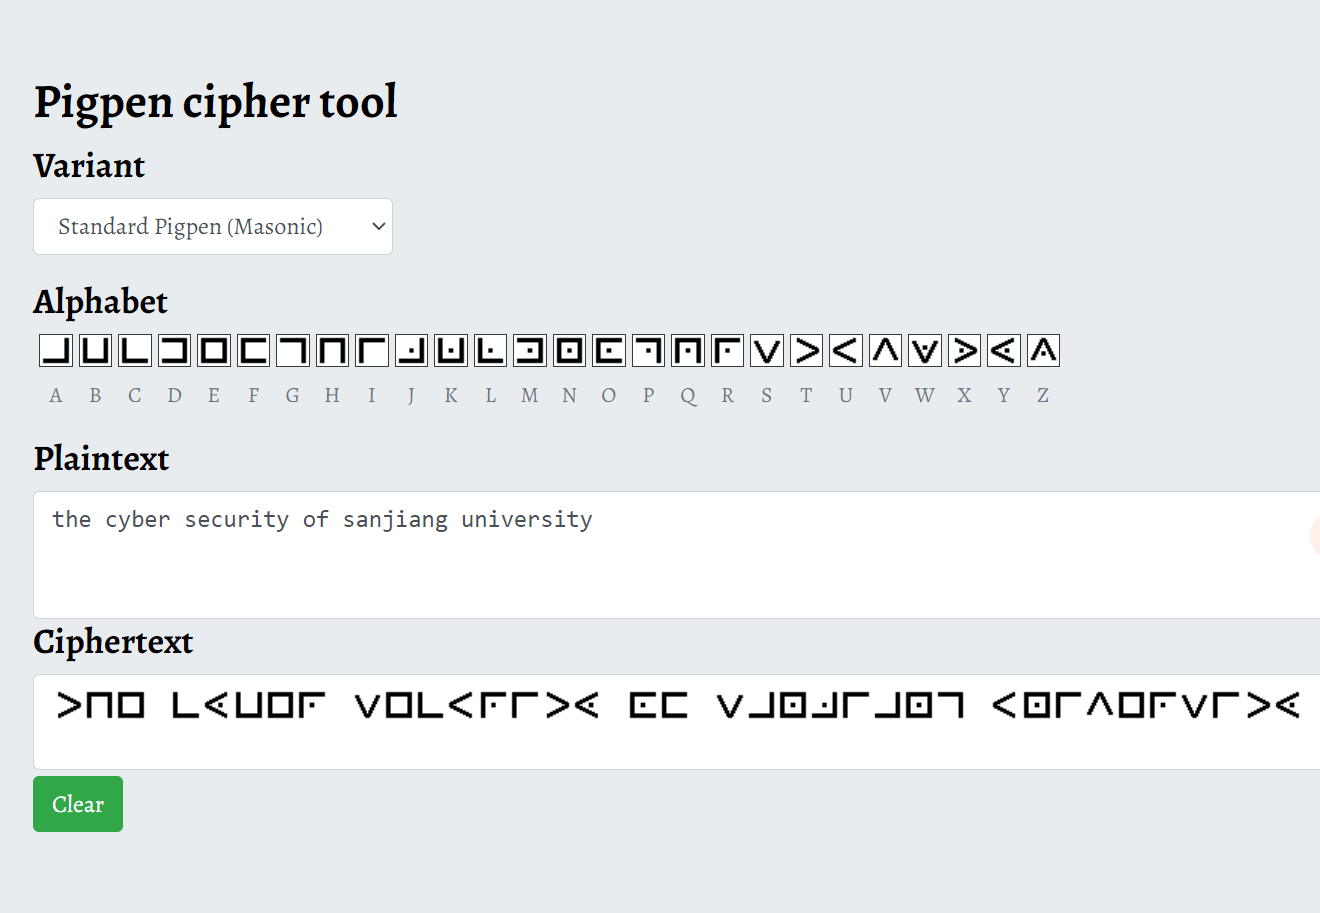 Pigpen cipher tool
Variant
Standard Pigpen (Masonic)
Alphabet
A B C D E F G H I J K L M N O P Q R S T U V W X Y Z
Plaintext
the cyber security of sanjiang university
Ciphertext
Clear